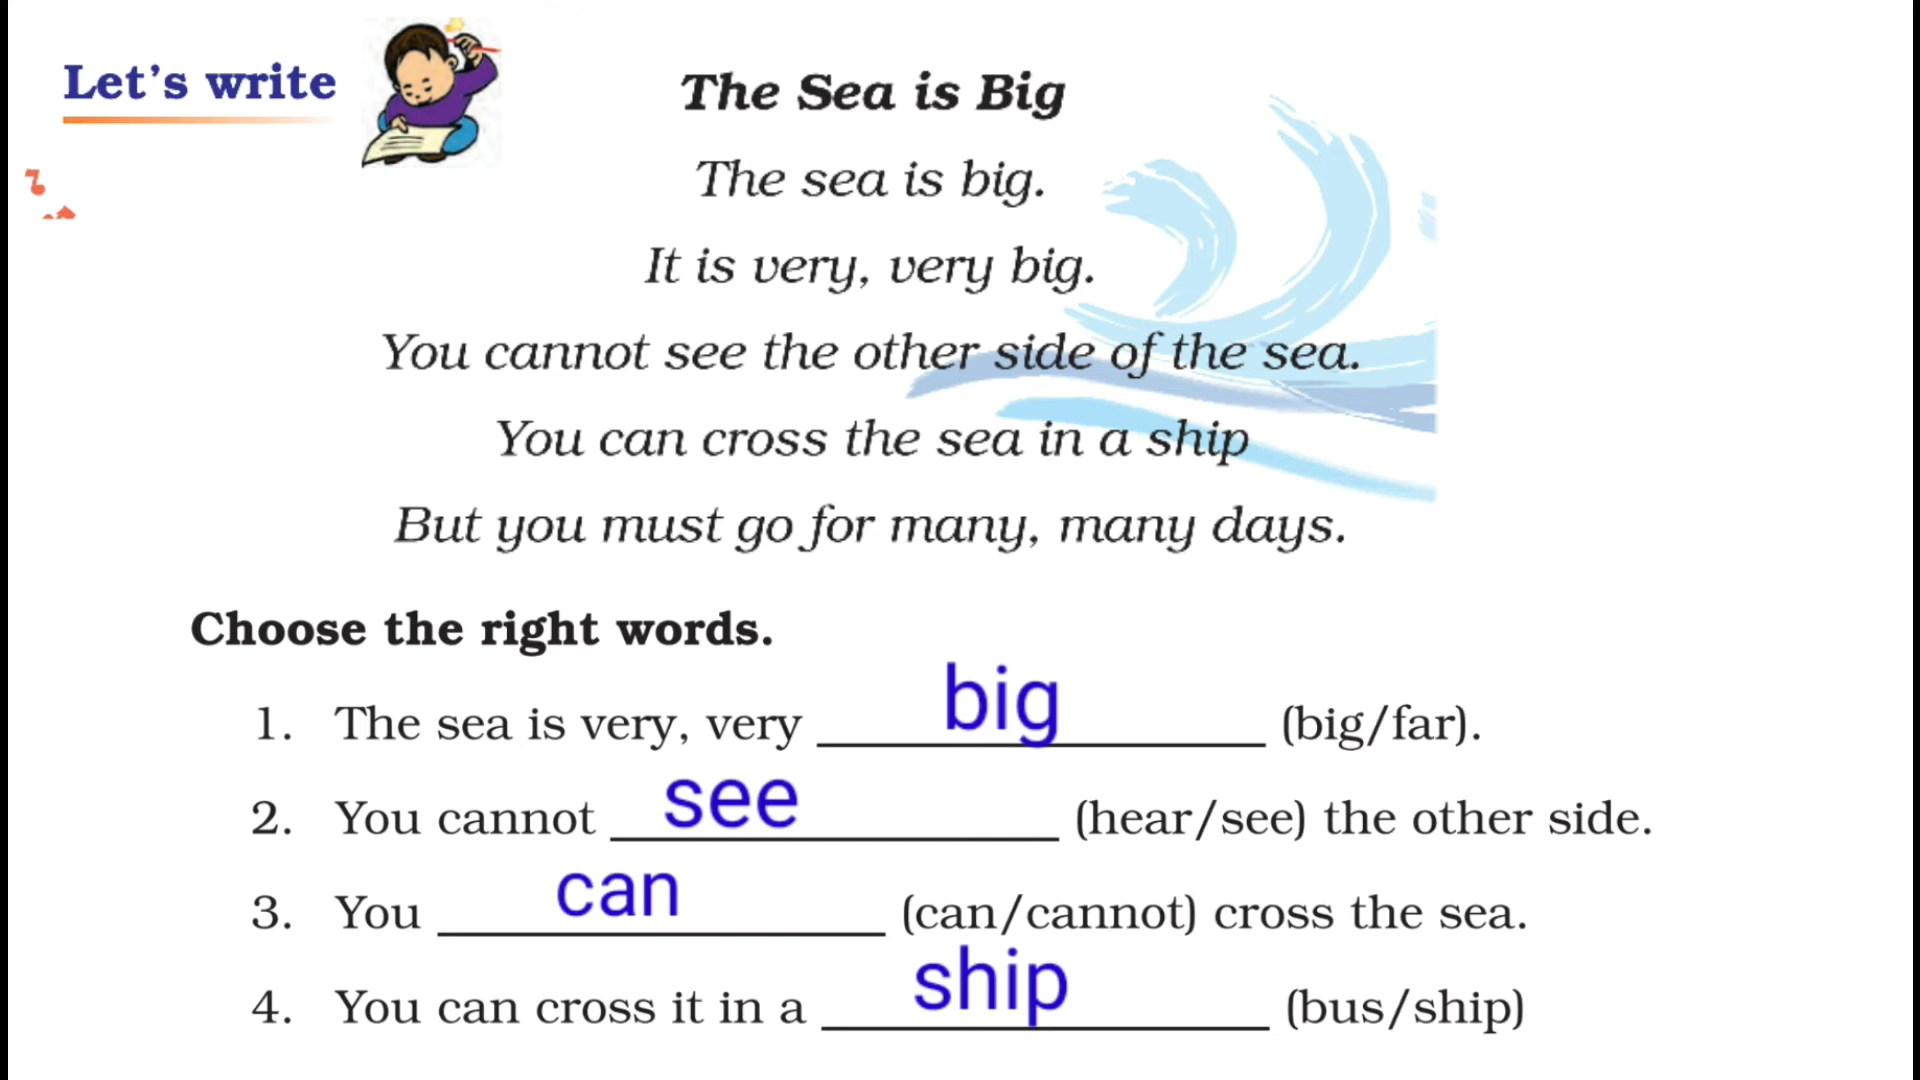 Let's write
The Sea is Big
The sea is big.
It is very, very big.
You cannot see the other side of the sea.
You can cross the sea in a ship
But you must go for many, many days.
Choose the right words.
1. The sea is very, very big (big/far).
2. You cannot see (hear/see) the other side.
3. You can (can/cannot) cross the sea.
4. You can cross it in a ship (bus/ship)